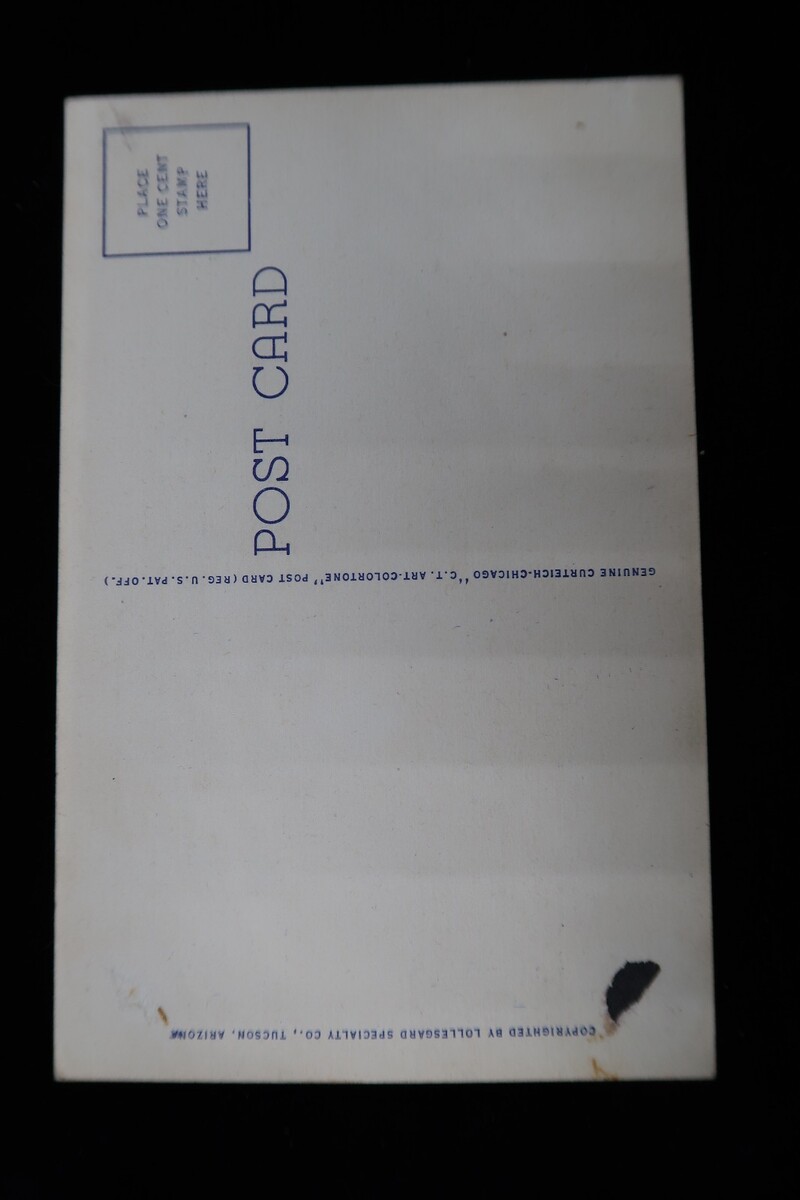 PLACE
ONE CENT
STAMP
HERE
POST CARD
GENUINE CURTEICH-CHICAGO "C.T. ART-COLORTONE" POST CARD (REG. U.S. PAT. OFF.)
COPYRIGHTED BY LOLLESGARD SPECIALTY CO., TUCSON, ARIZONA